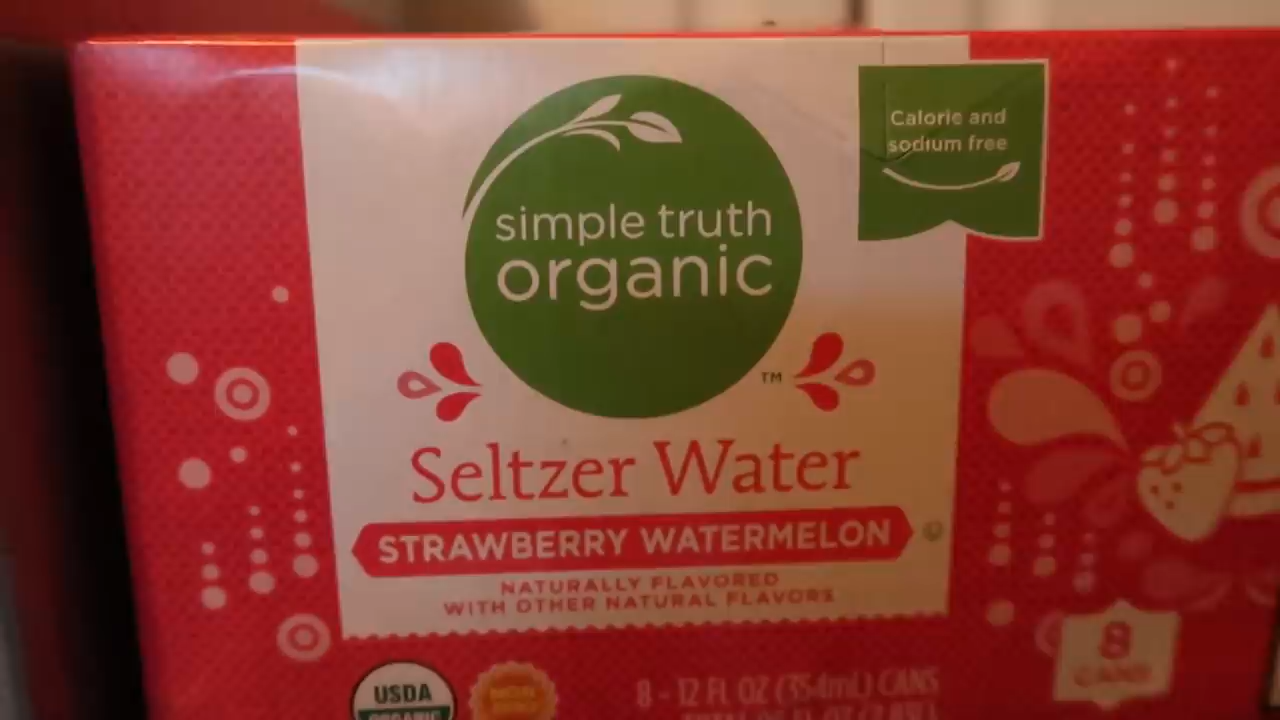 Calorie and
sodium free
simple truth
organic
TM
Seltzer Water
STRAWBERRY WATERMELON
NATURALLY FLAVORED
WITH OTHER NATURAL FLAVORS
8
CANS
USDA
ORGANIC
8 - 12 FL OZ (354mL) CANS